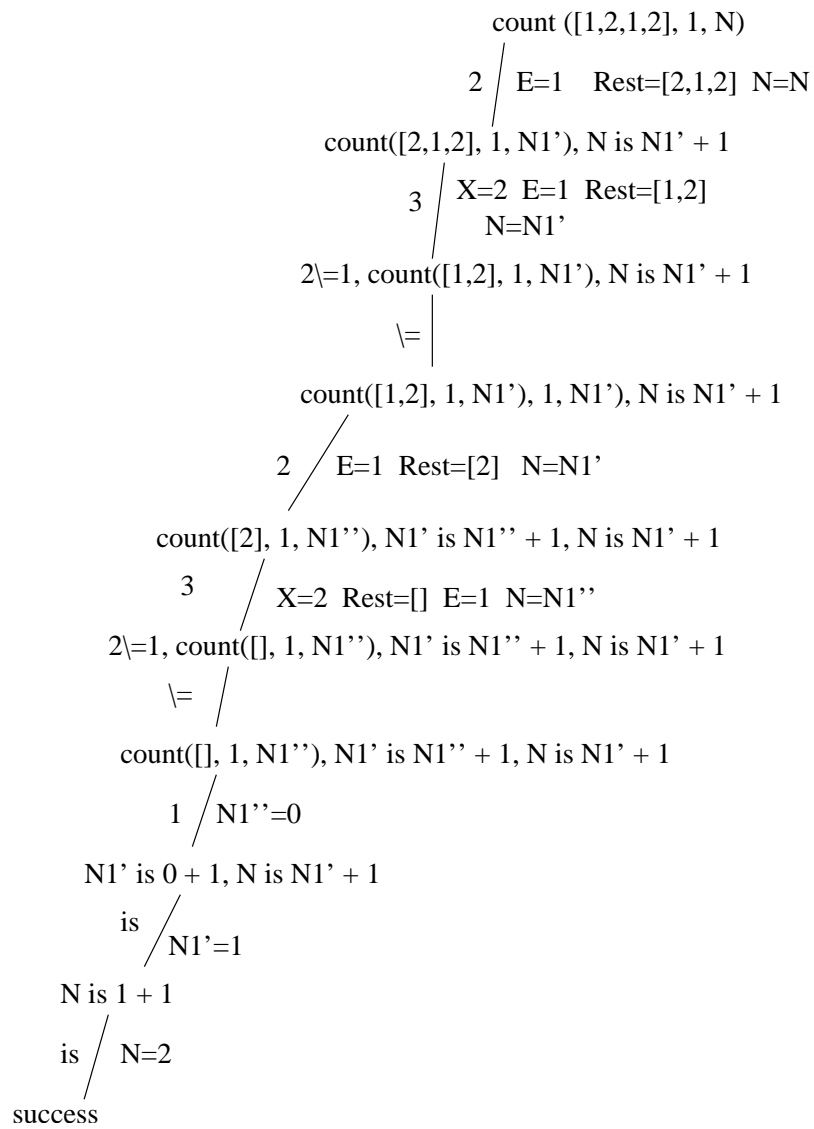 count ([1,2,1,2], 1, N)
2 E=1 Rest=[2,1,2] N=N
count([2,1,2], 1, N1’), N is N1’ + 1
3 X=2 E=1 Rest=[1,2]
N=N1’
2\=1, count([1,2], 1, N1’), N is N1’ + 1
\=
count([1,2], 1, N1’), 1, N1’), N is N1’ + 1
2 E=1 Rest=[2] N=N1’
count([2], 1, N1’’), N1’ is N1’’ + 1, N is N1’ + 1
3 X=2 Rest=[] E=1 N=N1’’
2\=1, count([], 1, N1’’), N1’ is N1’’ + 1, N is N1’ + 1
\=
count([], 1, N1’’), N1’ is N1’’ + 1, N is N1’ + 1
1 N1’’=0
N1’ is 0 + 1, N is N1’ + 1
is N1’=1
N is 1 + 1
is N=2
success